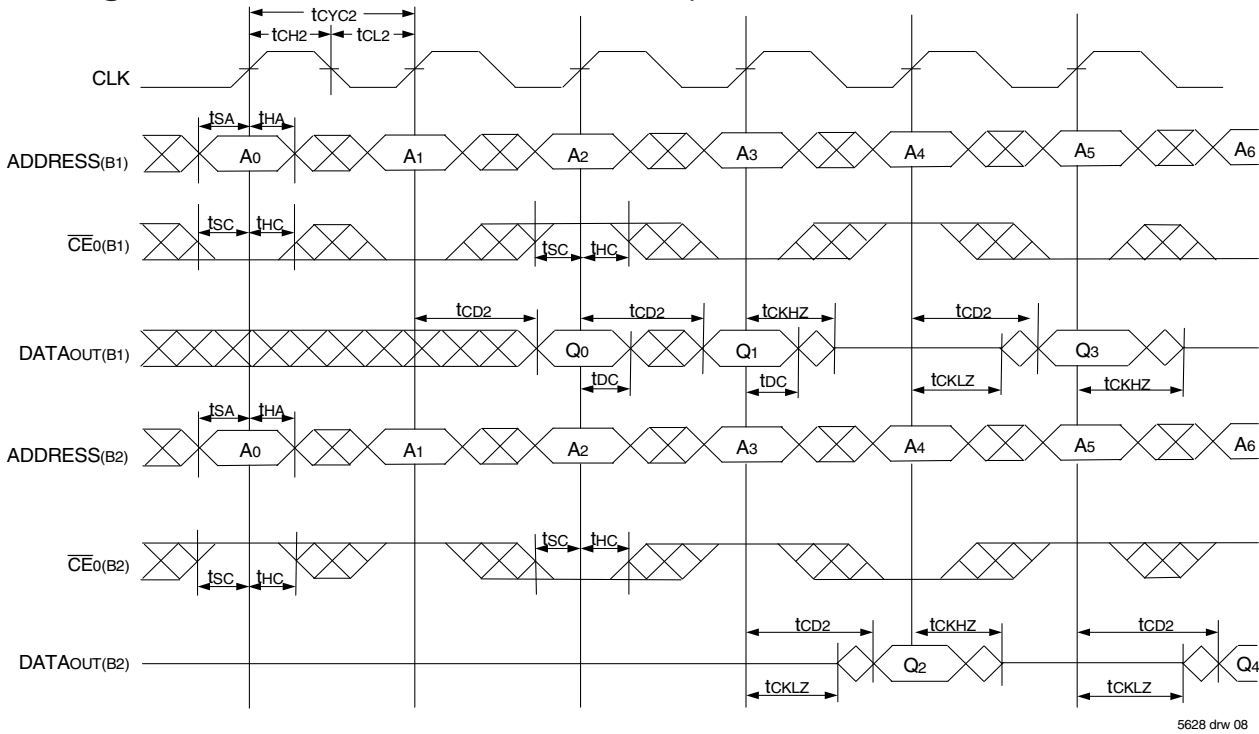 tCYC2
tCH2 tCL2
CLK
tSA tHA
ADDRESS(B1) A0 A1 A2 A3 A4 A5 A6
tSC tHC
CE0(B1) tSC tHC
tCD2 tCD2 tCKHZ tCD2
DATAOUT(B1) Q0 Q1 Q3
tDC tDC tCKLZ tCKHZ
tSA tHA
ADDRESS(B2) A0 A1 A2 A3 A4 A5 A6
tSC tHC
CE0(B2) tSC tHC
tCD2 tCKHZ tCD2
DATAOUT(B2) Q2 Q4
tCKLZ tCKLZ
5628 drw 08